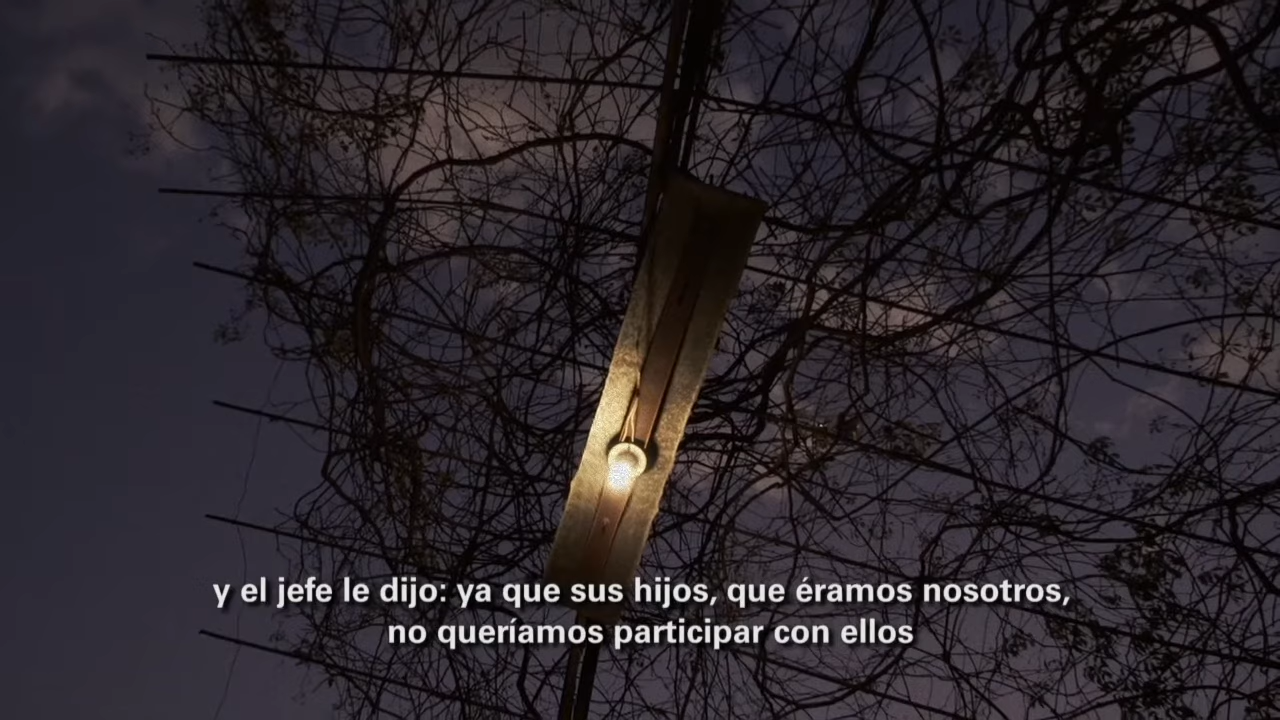 y el jefe le dijo: ya que sus hijos, que éramos nosotros,
no queríamos participar con ellos